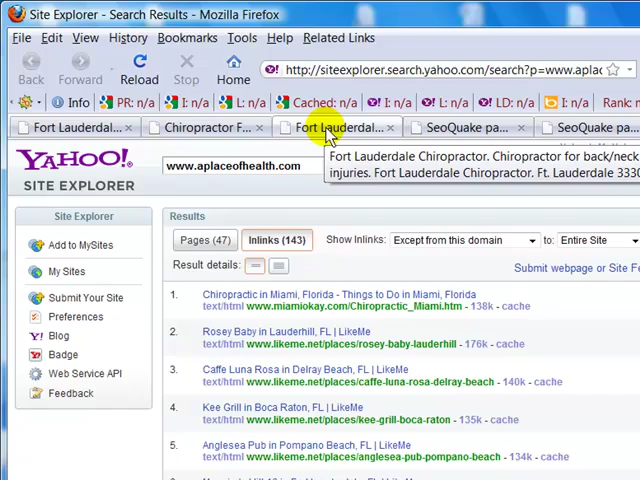 Site Explorer - Search Results - Mozilla Firefox
File Edit View History Bookmarks Tools Help Related Links
Back Forward Reload Stop Home http://siteexplorer.search.yahoo.com/search?p=www.aplac
Info PR: n/a I: n/a L: n/a Cached: n/a I: n/a L: n/a LD: n/a I: n/a Rank:
Fort Lauderdal... Chiropractor F... Fort Lauderdal... SeoQuake pa... SeoQuake pa...
YAHOO! SITE EXPLORER
www.aplaceofhealth.com
Fort Lauderdale Chiropractor. Chiropractor for back/neck
injuries. Fort Lauderdale Chiropractor. Ft. Lauderdale 3330
Site Explorer
Add to MySites
My Sites
Submit Your Site
Preferences
Blog
Badge
Web Service API
Feedback
Results
Pages (47) Inlinks (143) Show Inlinks: Except from this domain to: Entire Site
Result details: Submit webpage or Site Fe
1. Chiropractic in Miami, Florida - Things to Do in Miami, Florida
text/html www.miamiokay.com/Chiropractic_Miami.htm - 138k - cache
2. Rosey Baby in Lauderhill, FL | LikeMe
text/html www.likeme.net/places/rosey-baby-lauderhill - 176k - cache
3. Caffe Luna Rosa in Delray Beach, FL | LikeMe
text/html www.likeme.net/places/caffe-luna-rosa-delray-beach - 140k - cache
4. Kee Grill in Boca Raton, FL | LikeMe
text/html www.likeme.net/places/kee-grill-boca-raton - 135k - cache
5. Anglesea Pub in Pompano Beach, FL | LikeMe
text/html www.likeme.net/places/anglesea-pub-pompano-beach - 134k - cache